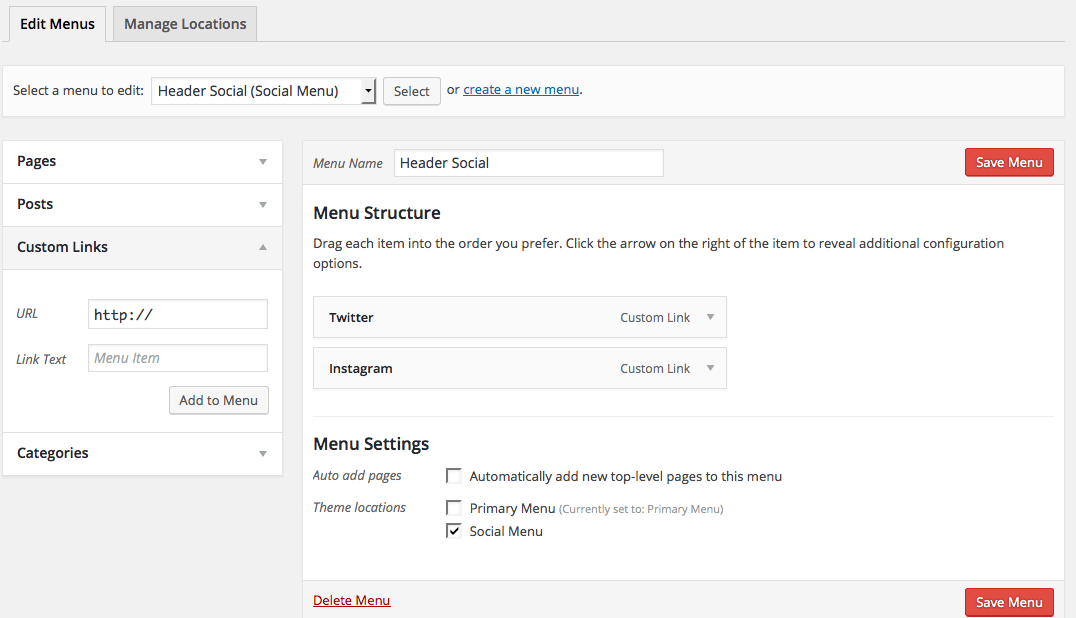 Edit Menus
Manage Locations
Select a menu to edit: Header Social (Social Menu) Select or create a new menu.
Pages
Posts
Custom Links
URL http://
Link Text Menu Item
Add to Menu
Categories
Menu Name Header Social Save Menu
Menu Structure
Drag each item into the order you prefer. Click the arrow on the right of the item to reveal additional configuration
options.
Twitter Custom Link
Instagram Custom Link
Menu Settings
Auto add pages Automatically add new top-level pages to this menu
Theme locations Primary Menu (Currently set to: Primary Menu)
Social Menu
Delete Menu Save Menu